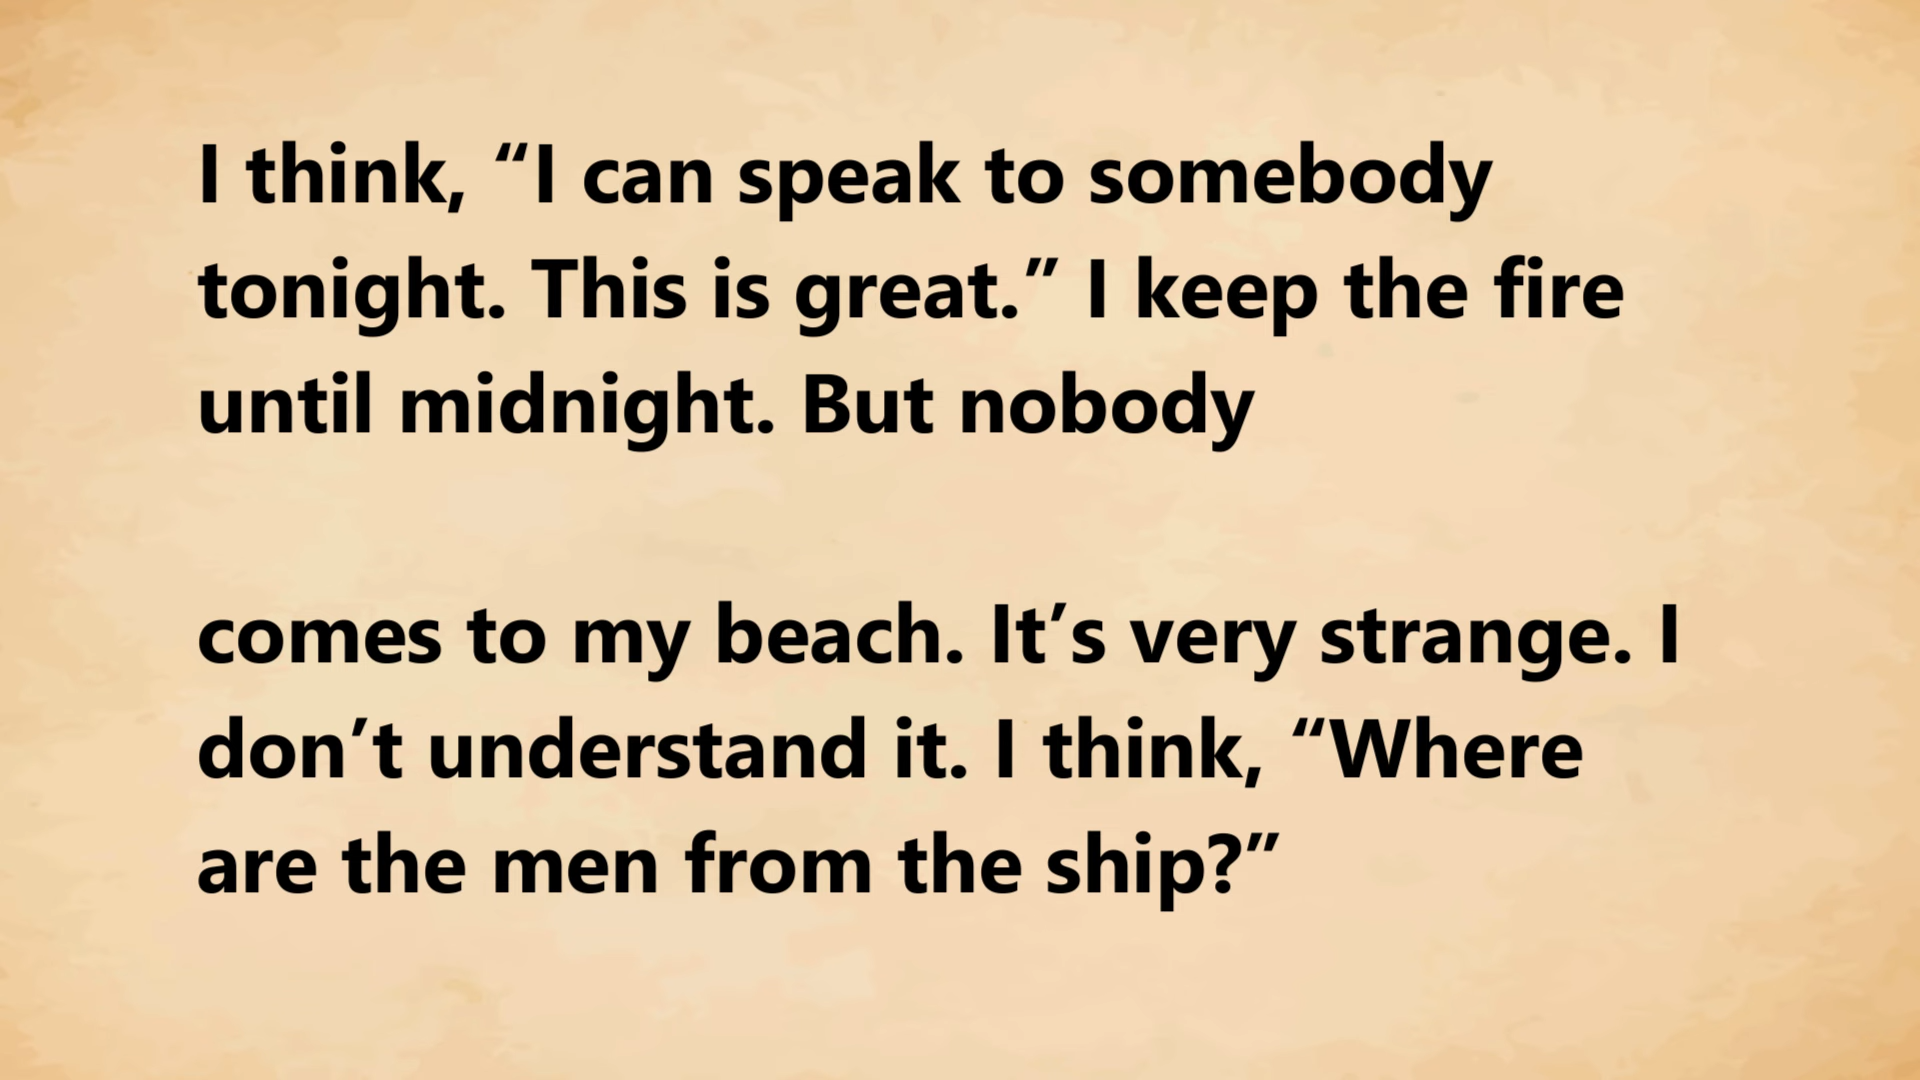 I think, “I can speak to somebody
tonight. This is great.” I keep the fire
until midnight. But nobody
comes to my beach. It’s very strange. I
don’t understand it. I think, “Where
are the men from the ship?”